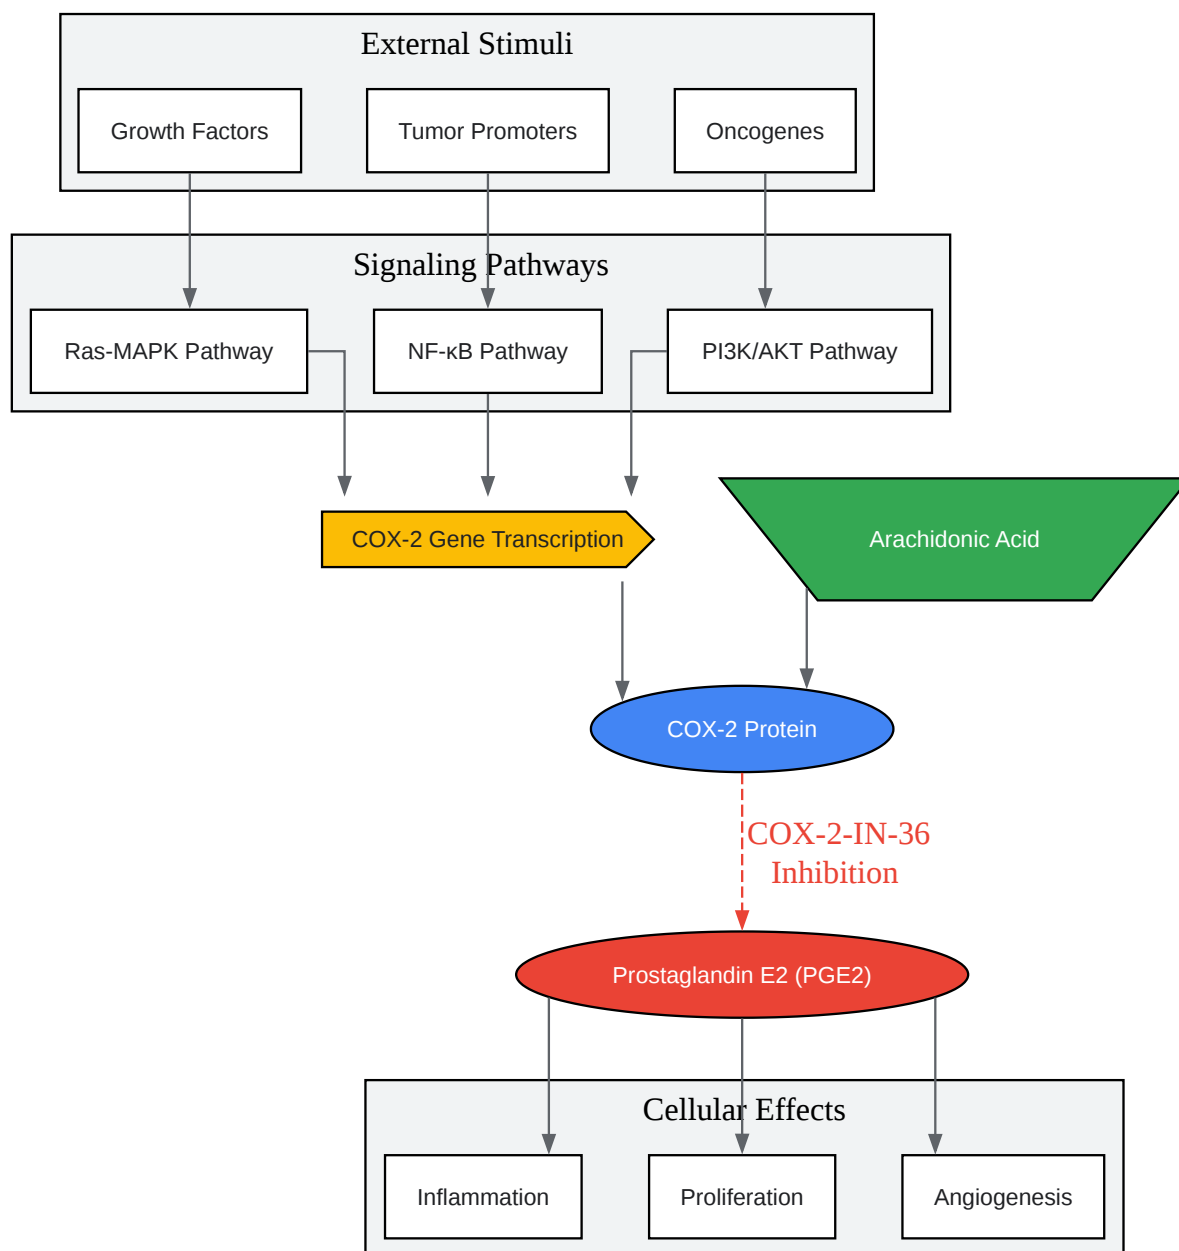 External Stimuli
Growth Factors
Tumor Promoters
Oncogenes
Signaling Pathways
Ras-MAPK Pathway
NF-κB Pathway
PI3K/AKT Pathway
COX-2 Gene Transcription
Arachidonic Acid
COX-2 Protein
COX-2-IN-36
Inhibition
Prostaglandin E2 (PGE2)
Cellular Effects
Inflammation
Proliferation
Angiogenesis